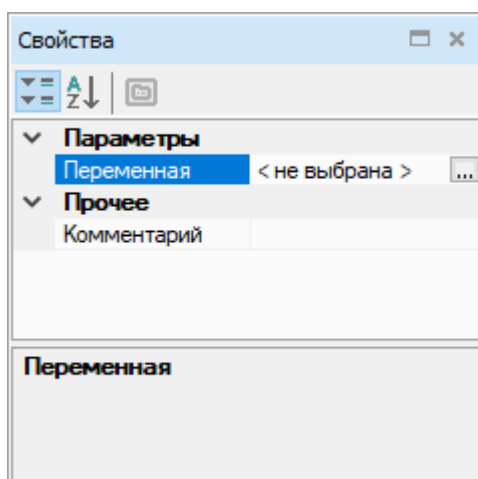 Свойства
Параметры
Переменная < не выбрана > ...
Прочее
Комментарий
Переменная